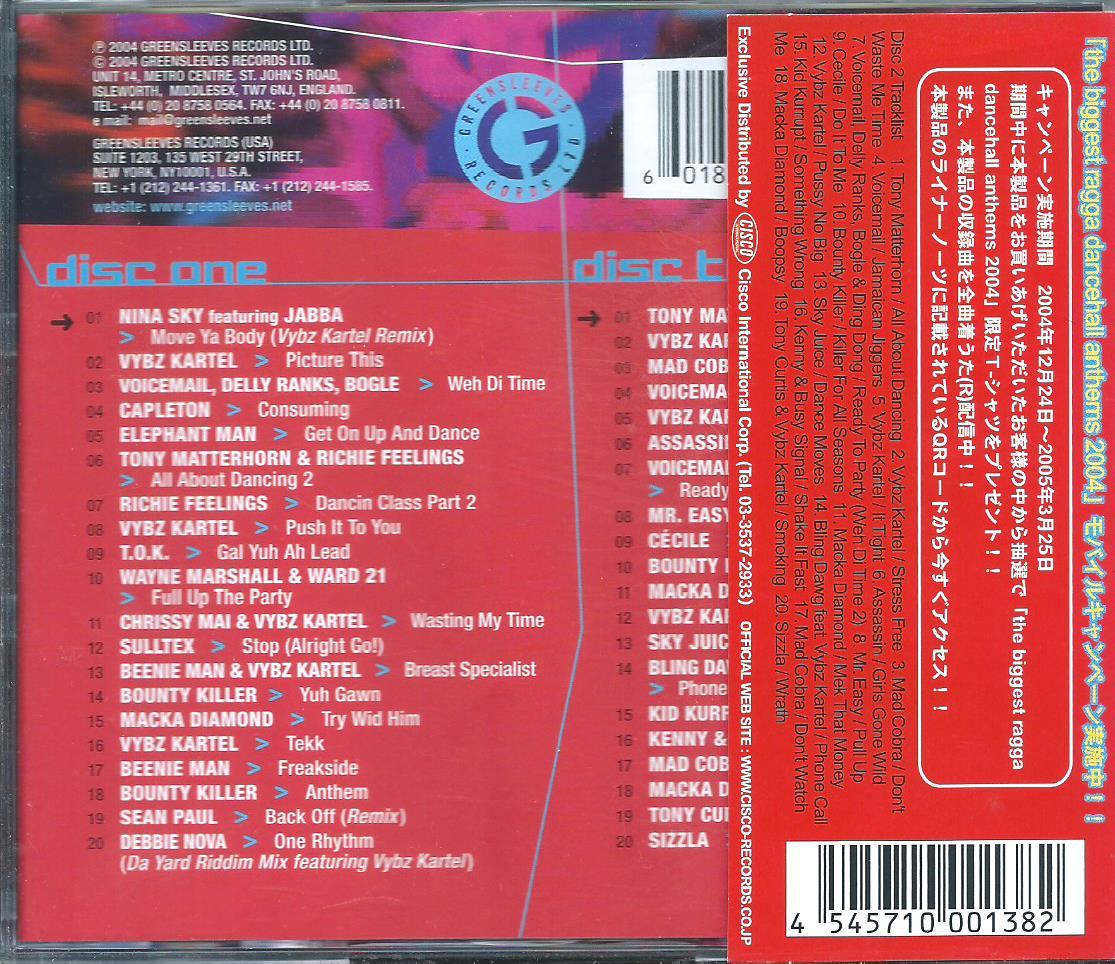 ℗ 2004 GREENSLEEVES RECORDS LTD.
© 2004 GREENSLEEVES RECORDS LTD.
UNIT 14, METRO CENTRE, ST. JOHN'S ROAD,
ISLEWORTH, MIDDLESEX, TW7 6NJ, ENGLAND.
TEL: +44 (0) 20 8758 0564. FAX: +44 (0) 20 8758 0811.
e mail: mail@greensleeves.net
GREENSLEEVES RECORDS (USA)
SUITE 1203, 135 WEST 29TH STREET,
NEW YORK, NY10001, U.S.A.
TEL: +1 (212) 244-1361. FAX: +1 (212) 244-1585.
website: www.greensleeves.net
GREENSLEEVES RECORDS LTD
G
6 018
disc one
01 NINA SKY featuring JABBA
> Move Ya Body (Vybz Kartel Remix)
02 VYBZ KARTEL > Picture This
03 VOICEMAIL, DELLY RANKS, BOGLE > Weh Di Time
04 CAPLETON > Consuming
05 ELEPHANT MAN > Get On Up And Dance
06 TONY MATTERHORN & RICHIE FEELINGS
> All About Dancing 2
07 RICHIE FEELINGS > Dancin Class Part 2
08 VYBZ KARTEL > Push It To You
09 T.O.K. > Gal Yuh Ah Lead
10 WAYNE MARSHALL & WARD 21
> Full Up The Party
11 CHRISSY MAI & VYBZ KARTEL > Wasting My Time
12 SULLTEX > Stop (Alright Go!)
13 BEENIE MAN & VYBZ KARTEL > Breast Specialist
14 BOUNTY KILLER > Yuh Gawn
15 MACKA DIAMOND > Try Wid Him
16 VYBZ KARTEL > Tekk
17 BEENIE MAN > Freakside
18 BOUNTY KILLER > Anthem
19 SEAN PAUL > Back Off (Remix)
20 DEBBIE NOVA > One Rhythm
(Da Yard Riddim Mix featuring Vybz Kartel)
disc t
01 TONY MA
02 VYBZ KAR
03 MAD COB
04 VOICEMA
05 VYBZ KAR
06 ASSASSI
07 VOICEMAI
> Ready
08 MR. EASY
09 CÉCILE
10 BOUNTY
11 MACKA D
12 VYBZ KAR
13 SKY JUIC
14 BLING DA
> Phone
15 KID KURR
16 KENNY &
17 MAD COB
18 MACKA D
19 TONY CU
20 SIZZLA
「the biggest ragga dancehall anthems 2004」モバイルキャンペーン実施中！！
キャンペーン実施期間 2004年12月24日～2005年3月25日
期間中に本製品をお買いあげいただいたお客様の中から抽選で「the biggest ragga
dancehall anthems 2004」限定T-シャツをプレゼント！！
また、本製品の収録曲を全曲着うた(R)配信中！！
本製品のライナーノーツに記載されているQRコードから今すぐアクセス！！
Disc 2 Tracklist 1. Tony Matterhorn / All About Dancing 2. Vybz Kartel / Stress Free 3. Mad Cobra / Don't
Waste Me Time 4. Voicemail / Jamaican Jiggers 5. Vybz Kartel / It Tight 6. Assassin / Girls Gone Wild
7. Voicemail, Delly Ranks, Bogle & Ding Dong / Ready To Party (Weh Di Time 2) 8. Mr. Easy / Pull Up
9. Cecile / Do It To Me 10. Bounty Killer / Killer For All Seasons 11. Macka Diamond / Mek That Money
12. Vybz Kartel / Pussy No Big 13. Sky Juice / Dance Moves 14. Bling Dawg feat. Vybz Kartel / Phone Call
15. Kid Kurrupt / Something Wrong 16. Kenny & Busy Signal / Shake It Fast 17. Mad Cobra / Don't Watch
Me 18. Macka Diamond / Boopsy 19. Tony Curtis & Vybz Kartel / Smoking 20. Sizzla / Wrath
Exclusive Distributed by CISCO Cisco International Corp. (Tel. 03-3537-2933) OFFICIAL WEB SITE : WWW.CISCO-RECORDS.CO.JP
4 545710 001382